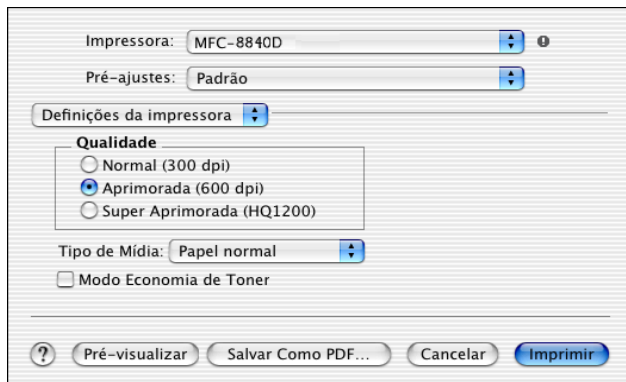 Impressora: MFC-8840D
Pré-ajustes: Padrão
Definições da impressora
Qualidade
Normal (300 dpi)
Aprimorada (600 dpi)
Super Aprimorada (HQ1200)
Tipo de Mídia: Papel normal
Modo Economia de Toner
? Pré-visualizar Salvar Como PDF... Cancelar Imprimir